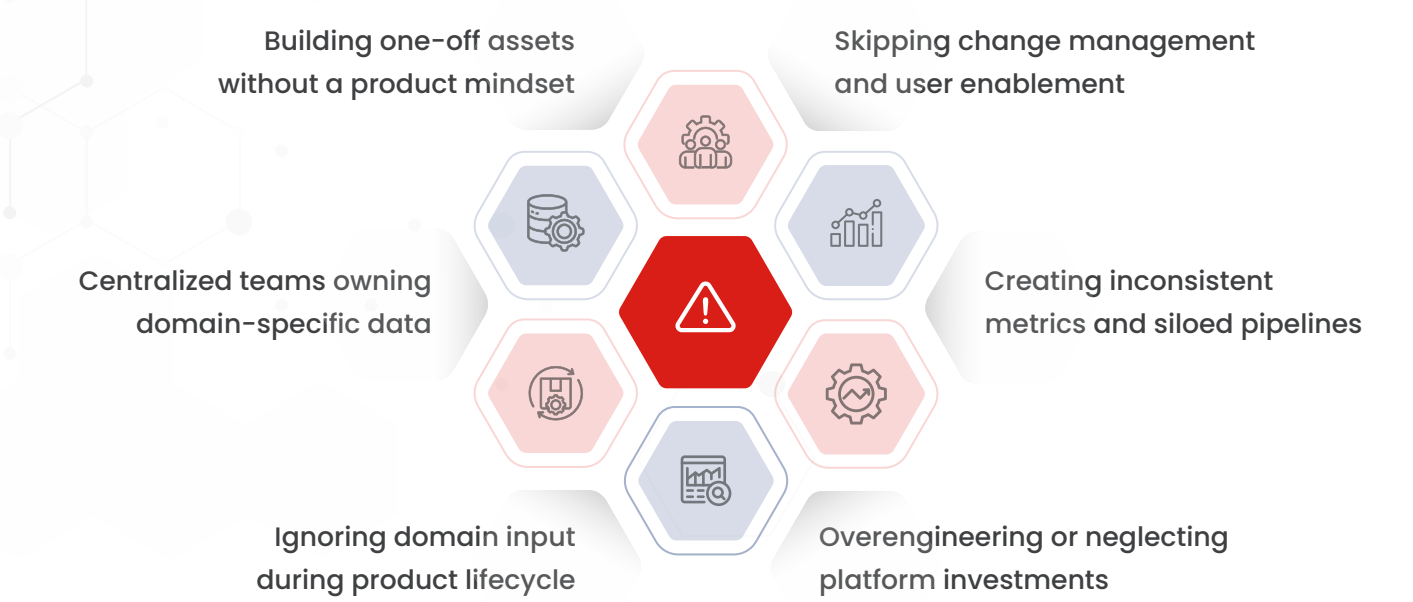 Building one-off assets
without a product mindset
Skipping change management
and user enablement
Centralized teams owning
domain-specific data
Creating inconsistent
metrics and siloed pipelines
Ignoring domain input
during product lifecycle
Overengineering or neglecting
platform investments